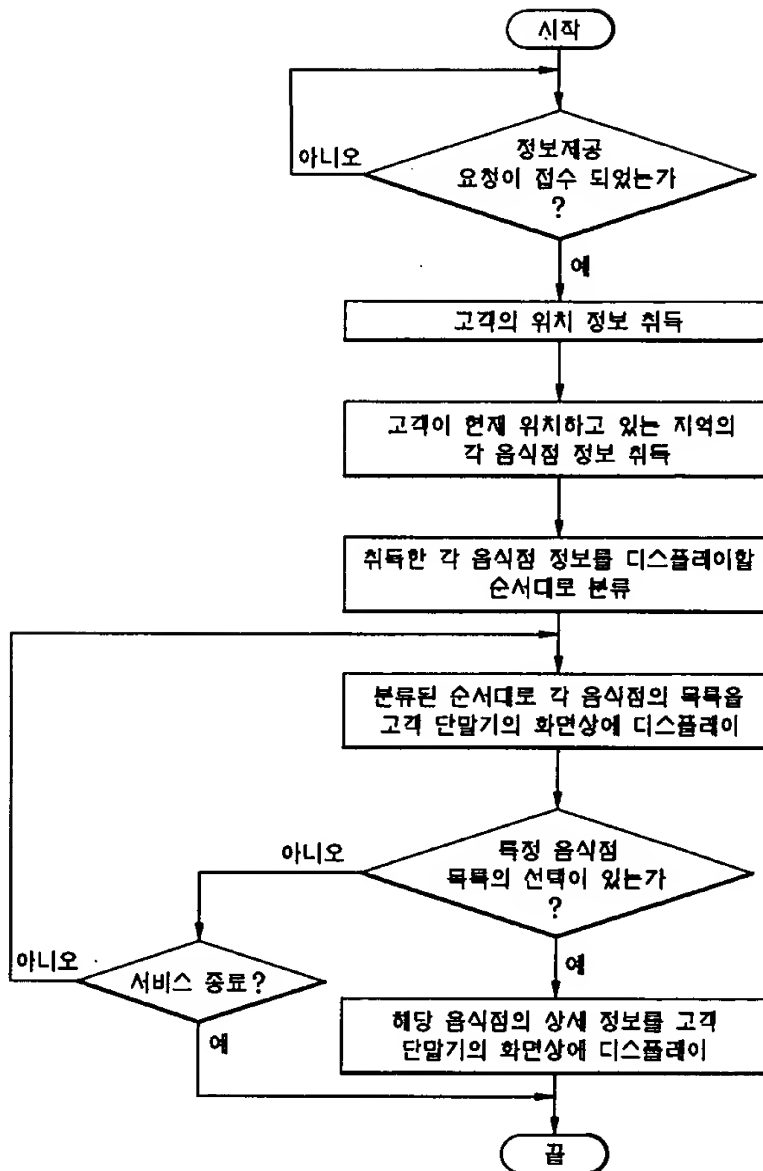 시작
아니오
정보제공
요청이 접수 되었는가
?
예
고객의 위치 정보 취득
고객이 현재 위치하고 있는 지역의
각 음식점 정보 취득
취득한 각 음식점 정보를 디스플레이할
순서대로 분류
분류된 순서대로 각 음식점의 목록을
고객 단말기의 화면상에 디스플레이
아니오
특정 음식점
목록의 선택이 있는가
?
아니오
서비스 종료?
예
예
해당 음식점의 상세 정보를 고객
단말기의 화면상에 디스플레이
끝